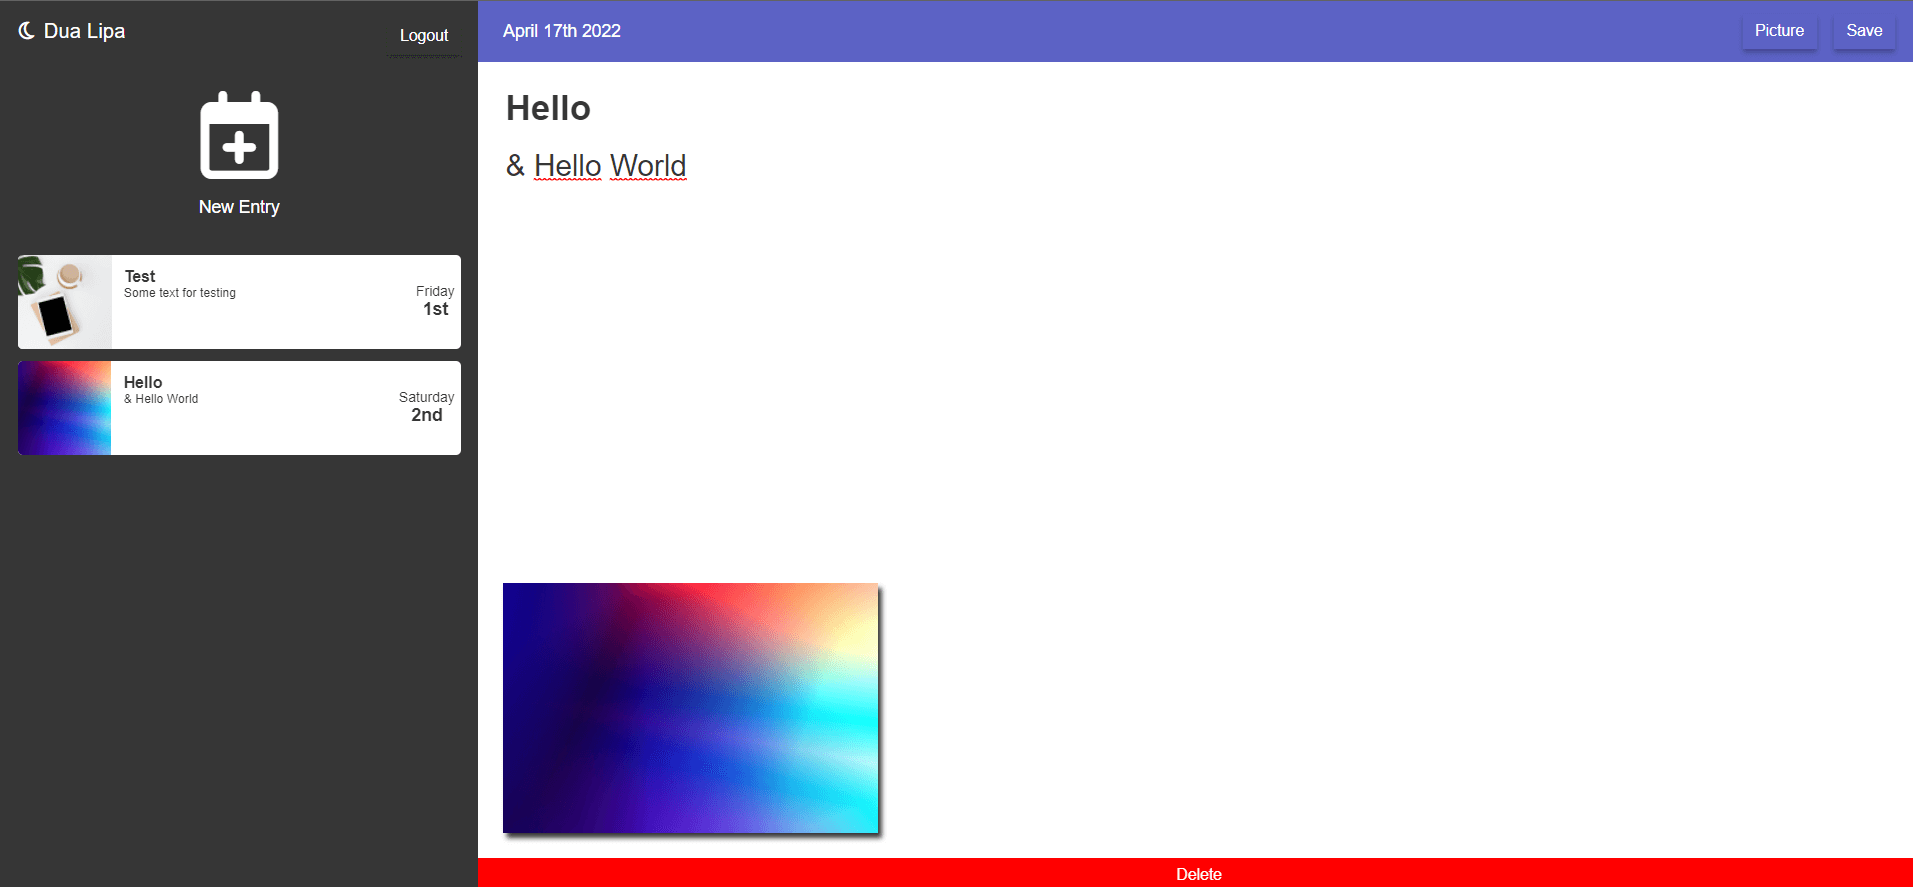 Dua Lipa
Logout
New Entry
Test
Some text for testing
Friday
1st
Hello
& Hello World
Saturday
2nd
April 17th 2022
Picture
Save
Hello
& Hello World
Delete